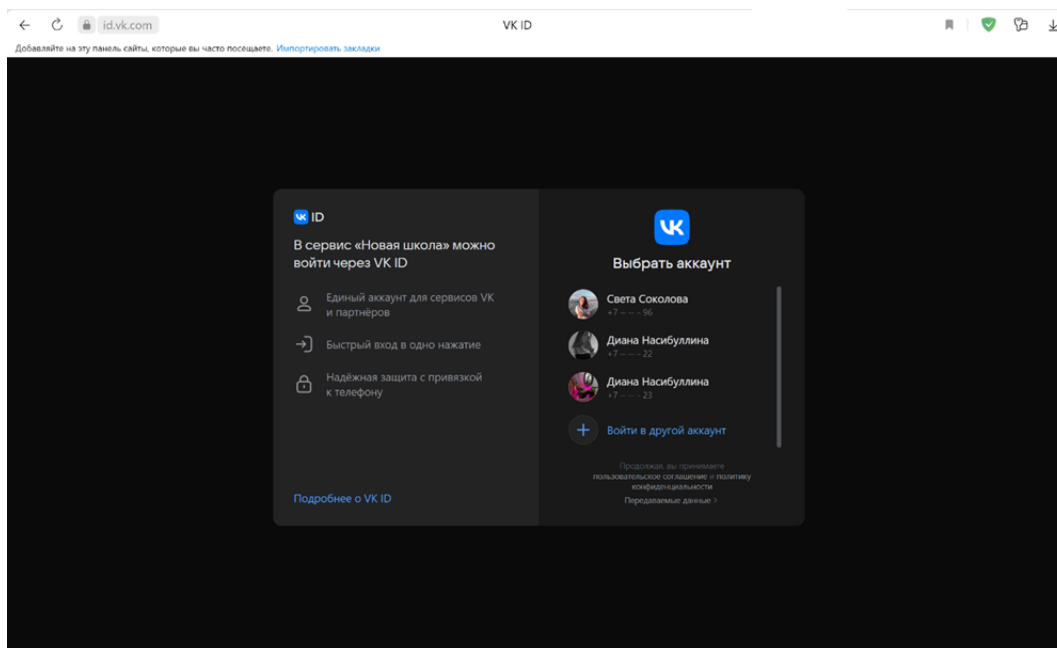 id.vk.com
VK ID
Добавляйте на эту панель сайты, которые вы часто посещаете. Импортировать закладки
VK ID
В сервис «Новая школа» можно
войти через VK ID
Единый аккаунт для сервисов VK
и партнёров
Быстрый вход в одно нажатие
Надёжная защита с привязкой
к телефону
Подробнее о VK ID
VK
Выбрать аккаунт
Света Соколова
+7 -- -- - 96
Диана Насибуллина
+7 -- -- - 22
Диана Насибуллина
+7 -- -- - 23
Войти в другой аккаунт
Продолжая, вы принимаете
пользовательское соглашение и политику
конфиденциальности
Передаваемые данные >